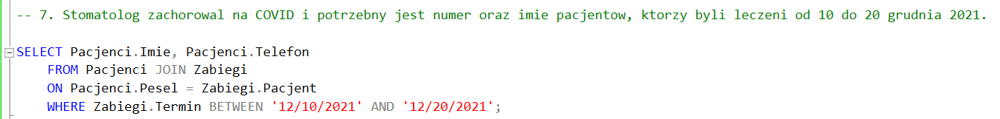 -- 7. Stomatolog zachorowal na COVID i potrzebny jest numer oraz imie pacjentow, ktorzy byli leczeni od 10 do 20 grudnia 2021.
SELECT Pacjenci.Imie, Pacjenci.Telefon
FROM Pacjenci JOIN Zabiegi
ON Pacjenci.Pesel = Zabiegi.Pacjent
WHERE Zabiegi.Termin BETWEEN '12/10/2021' AND '12/20/2021';